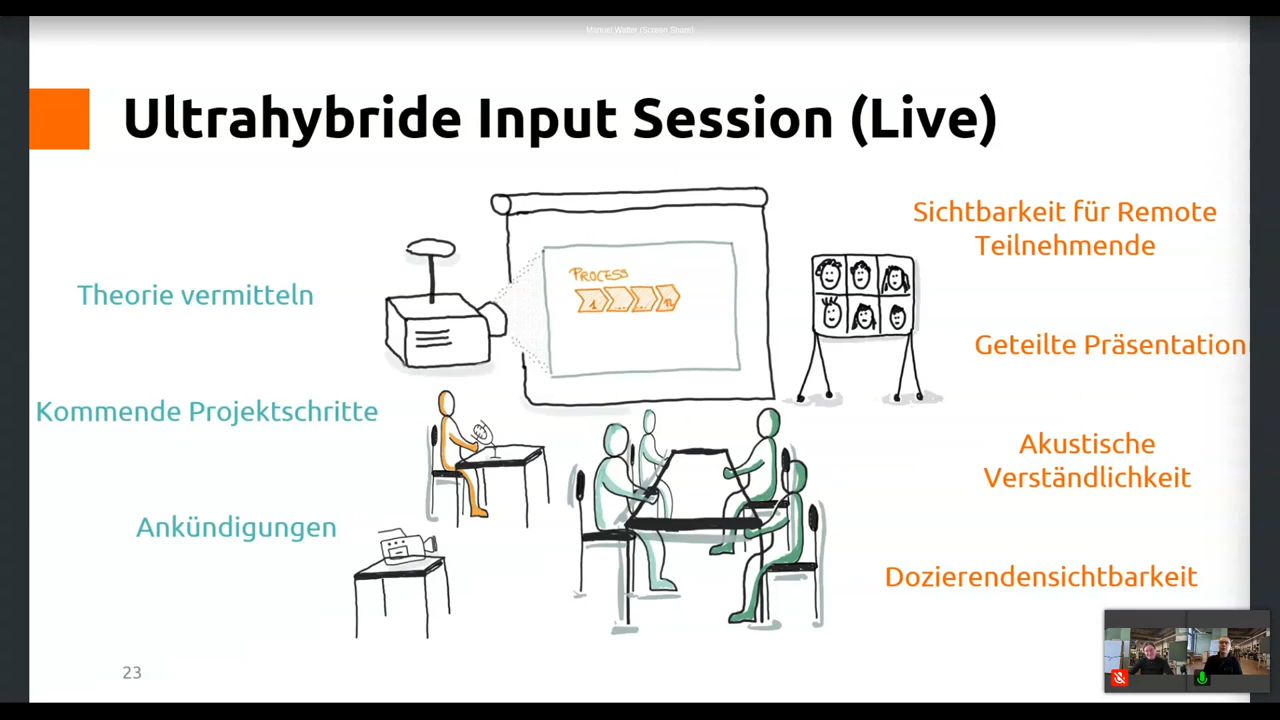 Manuel Walter (Screen Share)
Ultrahybride Input Session (Live)
Theorie vermitteln
Kommende Projektschritte
Ankündigungen
PROCESS
1 ... ... n
Sichtbarkeit für Remote
Teilnehmende
Geteilte Präsentation
Akustische
Verständlichkeit
Dozierendensichtbarkeit
23